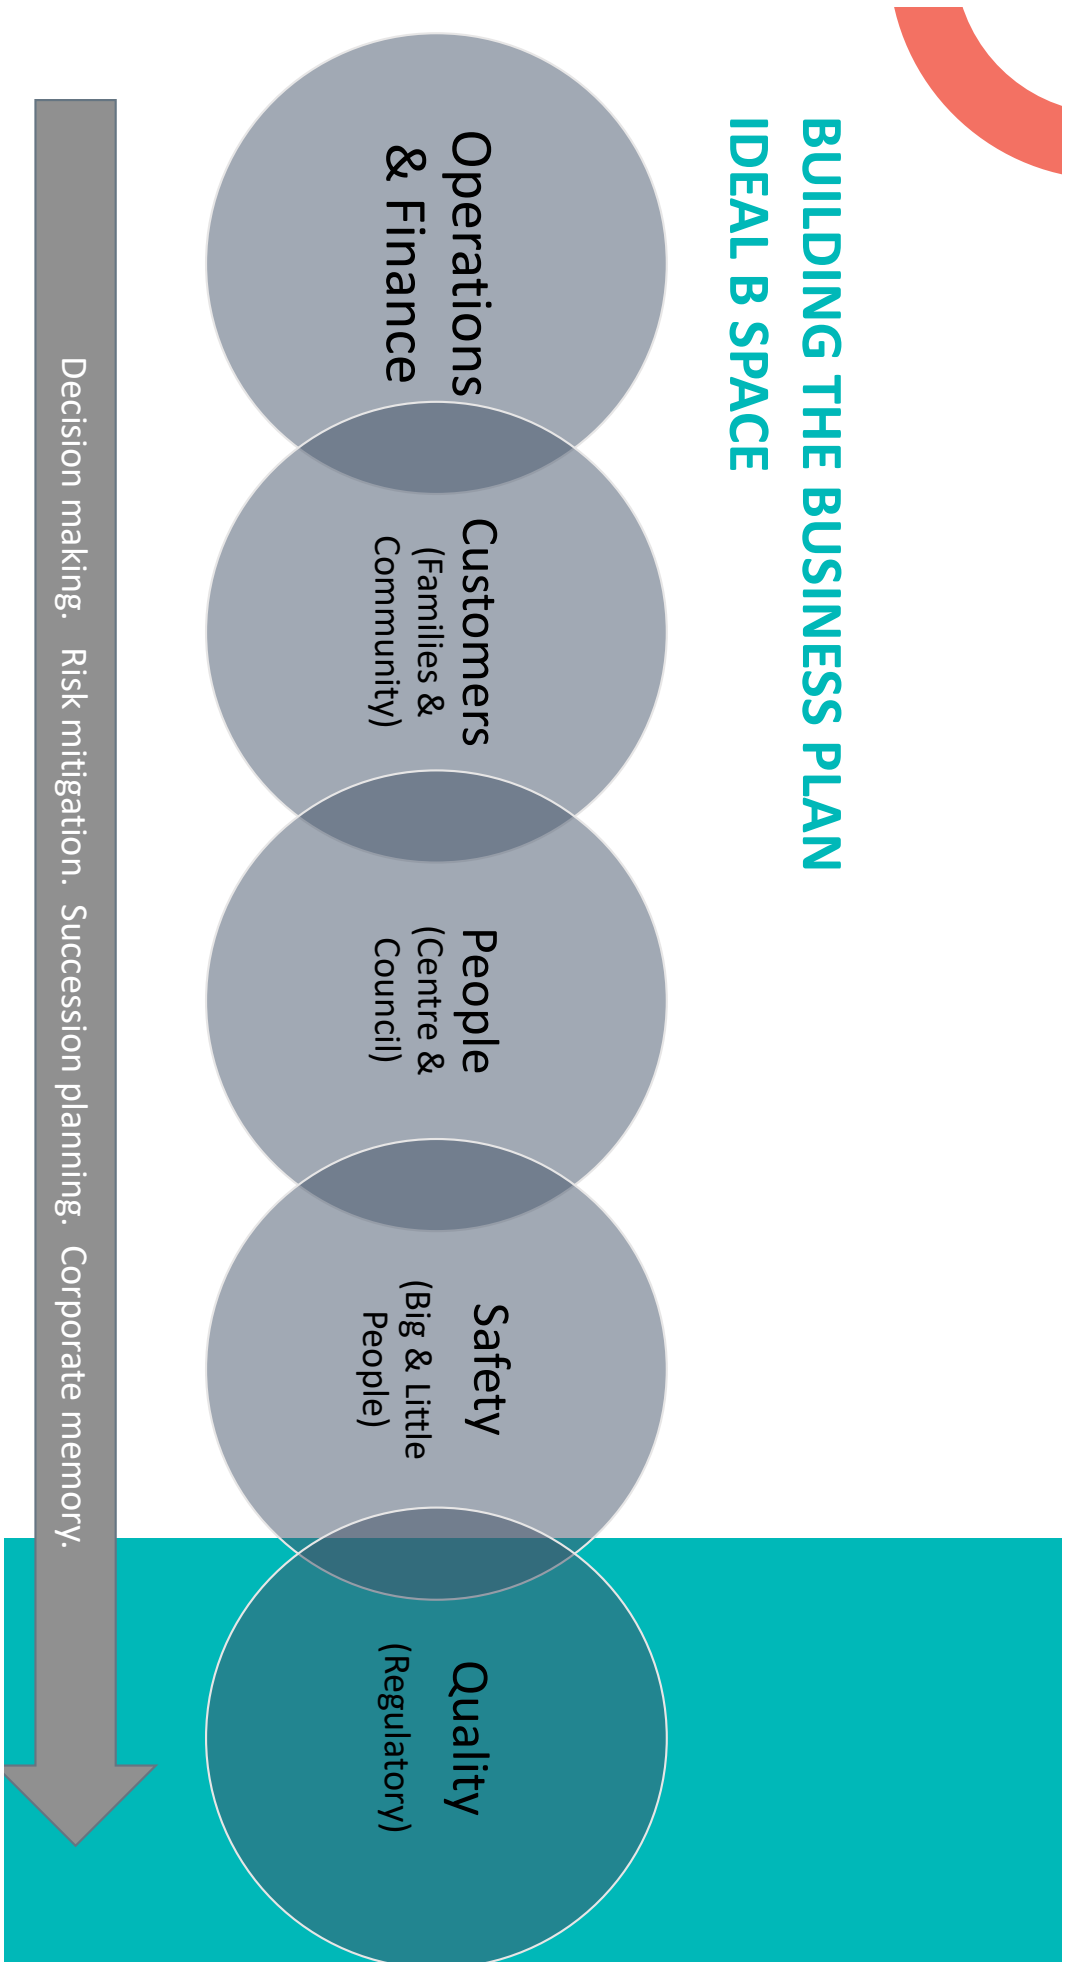 BUILDING THE BUSINESS PLAN
IDEAL B SPACE
Operations
& Finance
Customers
(Families &
Community)
People
(Centre &
Council)
Safety
(Big & Little
People)
Quality
(Regulatory)
Decision making.   Risk mitigation.  Succession planning.  Corporate memory.